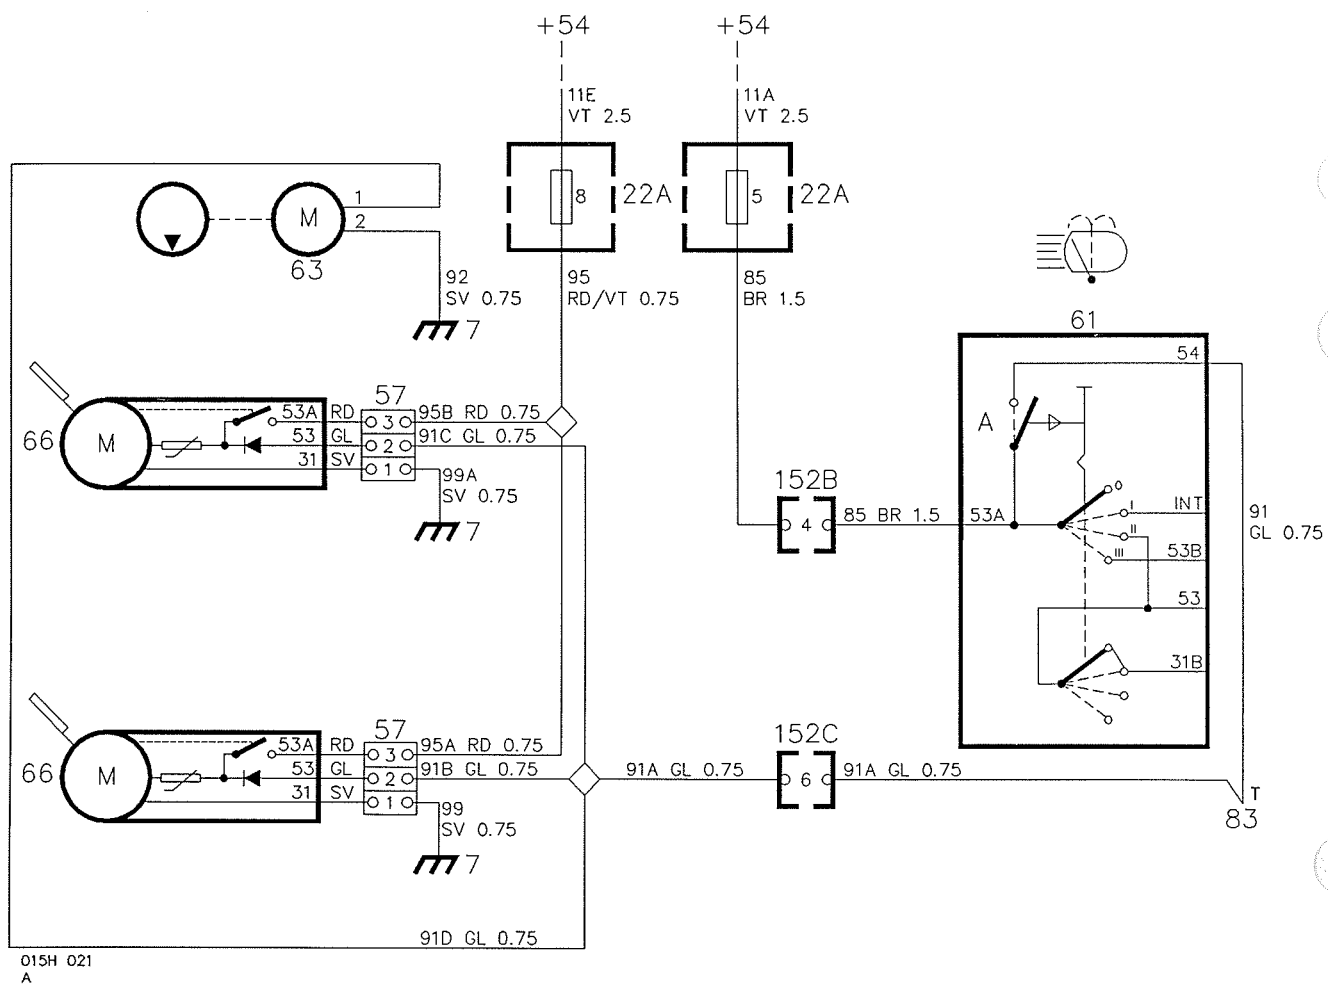 +54
+54
11E
VT 2.5
11A
VT 2.5
8
22A
5
22A
1
2
M
63
92
SV 0.75
7
95
RD/VT 0.75
85
BR 1.5
61
54
A
57
53A RD
3
95B RD 0.75
66
M
53 GL
2
91C GL 0.75
31 SV
1
99A
SV 0.75
7
152B
4
85 BR 1.5
53A
0
I
INT
II
III
53B
91
GL 0.75
53
31B
57
53A RD
3
95A RD 0.75
66
M
53 GL
2
91B GL 0.75
31 SV
1
99
SV 0.75
7
152C
91A GL 0.75
6
91A GL 0.75
T
83
91D GL 0.75
015H 021
A